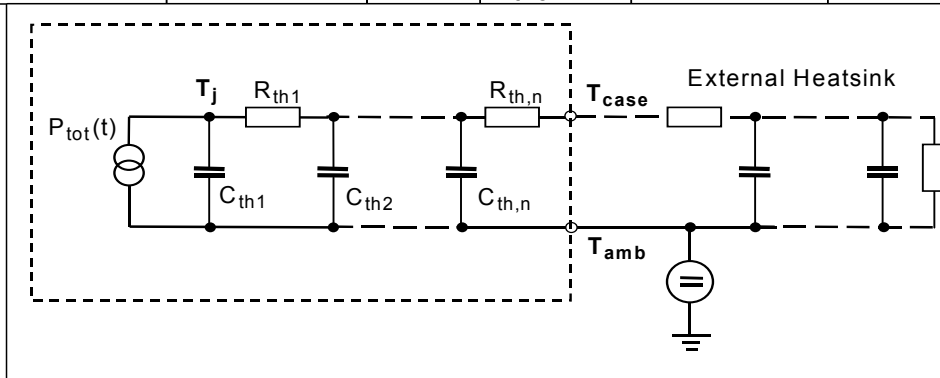 External Heatsink
T_j
R_th1
R_th,n
T_case
P_tot(t)
C_th1
C_th2
C_th,n
T_amb